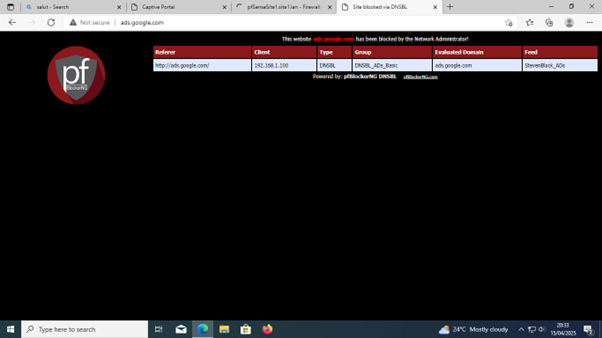 salut - Search
Captive Portal
pfSenseSite1.site1.lan - Firewall:
Site blocked via DNSBL
Not secure
ads.google.com
This website ads.google.com has been blocked by the Network Administrator!
Referer Client Type Group Evaluated Domain Feed
http://ads.google.com/ 192.168.1.100 DNSBL DNSBL_ADs_Basic ads.google.com StevenBlack_ADs
pf
BlockerNG
Powered by: pfBlockerNG DNSBL pfBlockerNG.com
Type here to search
24°C Mostly cloudy
20:33
15/04/2025